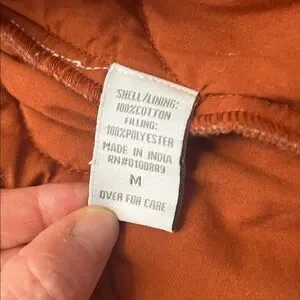 SHELL/LINING:
100%COTTON
FILLING:
100%POLYESTER
MADE IN INDIA
RN#0100889
M
OVER FOR CARE